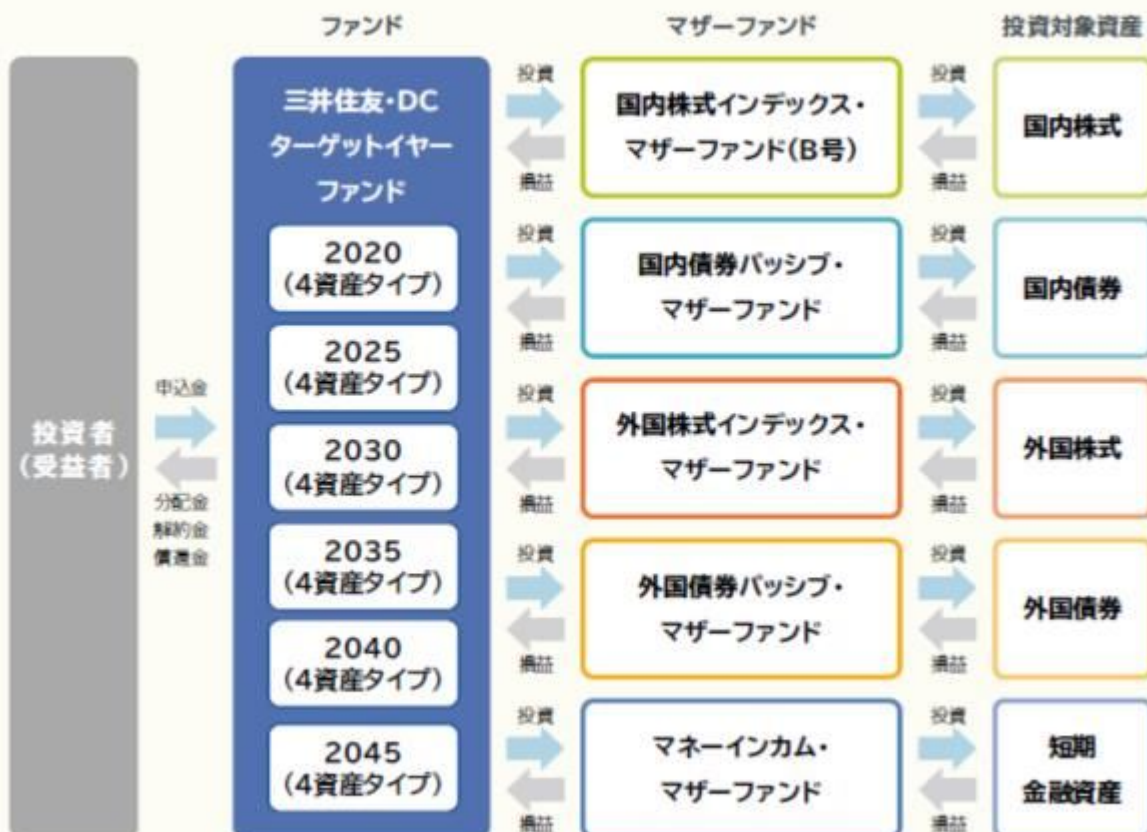 ファンド
マザーファンド
投資対象資産
投資者
(受益者)
申込金
分配金
解約金
償還金
三井住友・DC
ターゲットイヤー
ファンド
2020
(4資産タイプ)
2025
(4資産タイプ)
2030
(4資産タイプ)
2035
(4資産タイプ)
2040
(4資産タイプ)
2045
(4資産タイプ)
投資
損益
国内株式インデックス・
マザーファンド(B号)
投資
損益
国内株式
投資
損益
国内債券パッシブ・
マザーファンド
投資
損益
国内債券
投資
損益
外国株式インデックス・
マザーファンド
投資
損益
外国株式
投資
損益
外国債券パッシブ・
マザーファンド
投資
損益
外国債券
投資
損益
マネーインカム・
マザーファンド
投資
損益
短期
金融資産